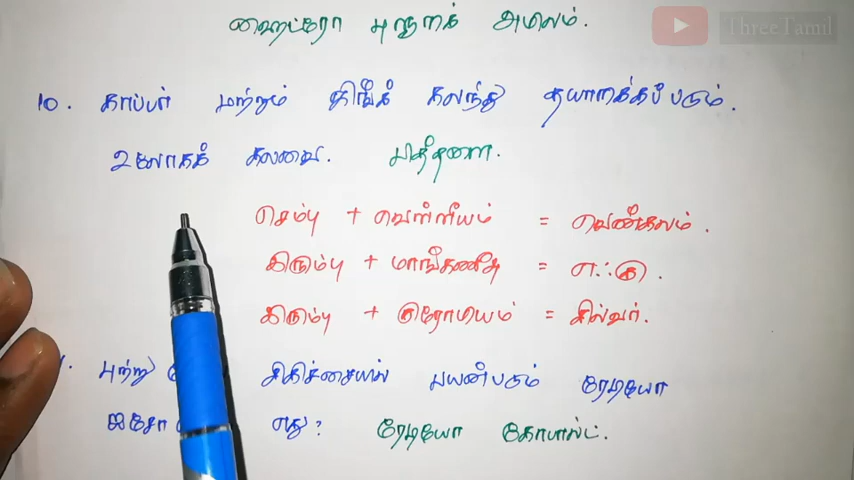 ஹைட்ரோ புளூரிக் அமிலம்.
ThreeTamil
10. காப்பர் மற்றும் சிங்க் கலந்து தயாரிக்கப்படும்.
உலோகக் கலவை. பித்தளை.
செம்பு + வெள்ளீயம் = வெண்கலம்.
இரும்பு + மாங்கனீசு = எஃகு.
இரும்பு + குரோமியம் = சில்வர்.
புற்று சிகிச்சையில் பயன்படும் ரேடியோ
எது? ரேடியோ கோபால்ட்.